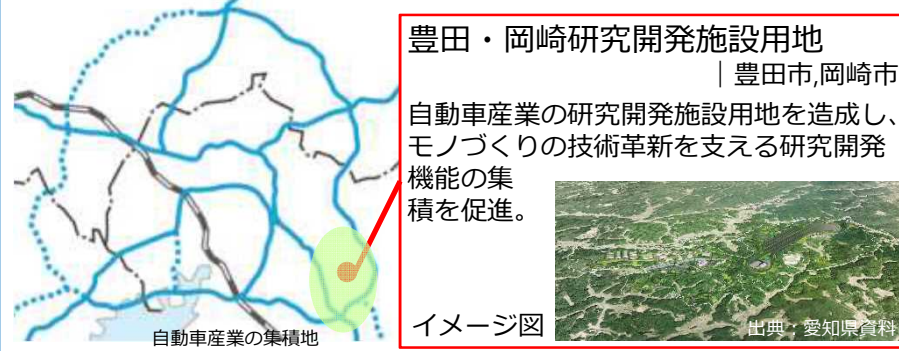 豊田・岡崎研究開発施設用地
｜豊田市,岡崎市
自動車産業の研究開発施設用地を造成し、
モノづくりの技術革新を支える研究開発
機能の集
積を促進。
イメージ図
出典：愛知県資料
自動車産業の集積地